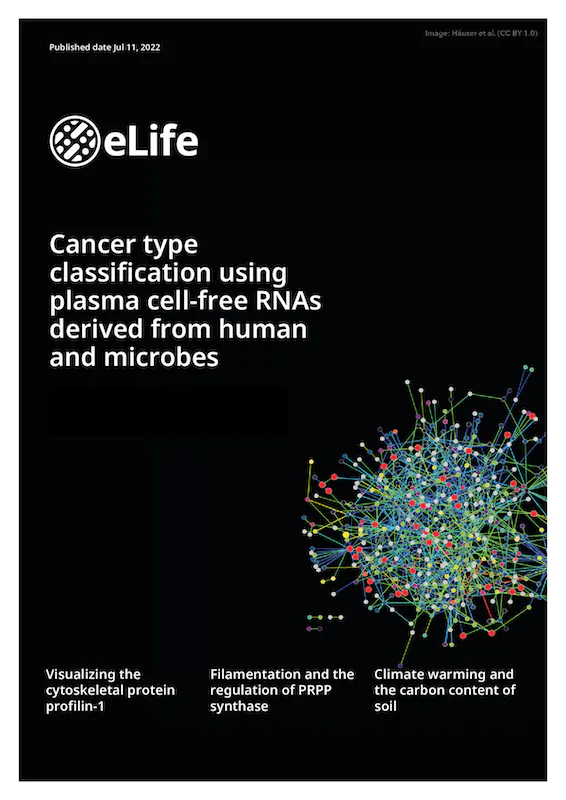 Image: Häuser et al. (CC BY 1.0)
Published date Jul 11, 2022
eLife
Cancer type
classification using
plasma cell-free RNAs
derived from human
and microbes
Visualizing the
cytoskeletal protein
profilin-1
Filamentation and the
regulation of PRPP
synthase
Climate warming and
the carbon content of
soil